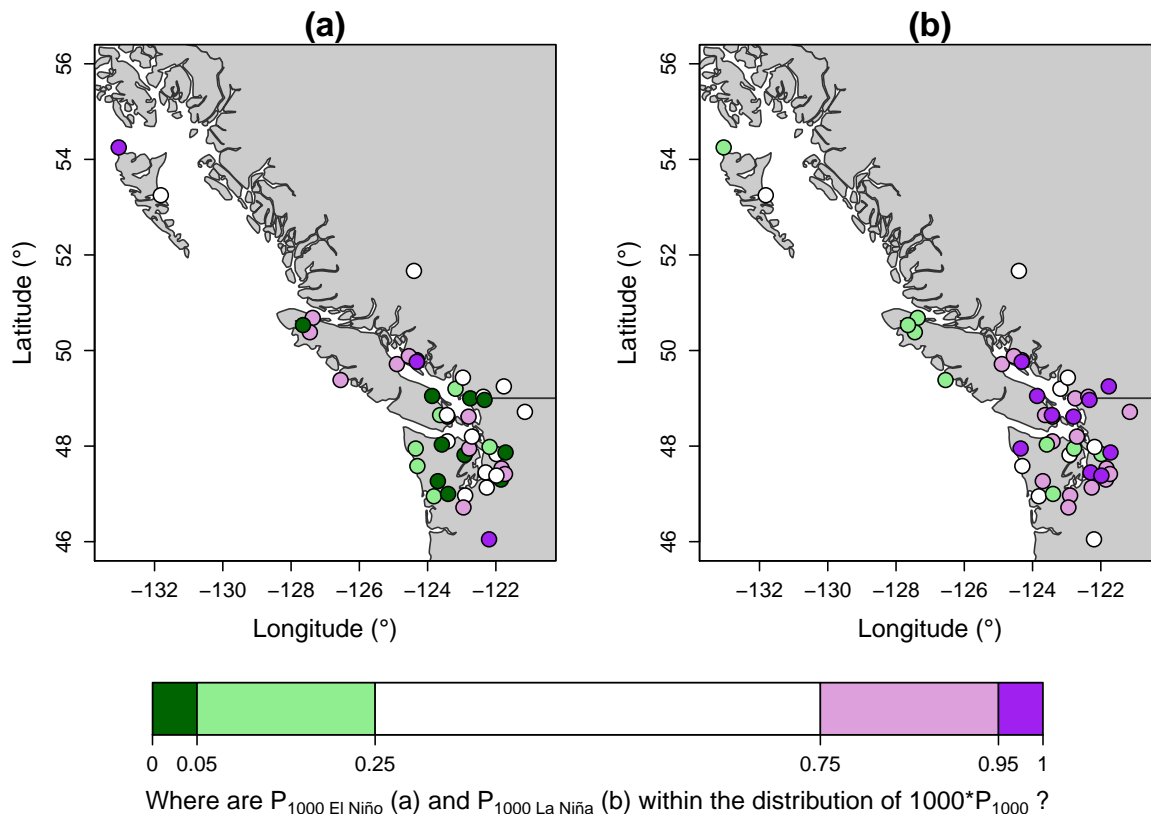 (a) (b)
Latitude (°)
56
54
52
50
48
46
−132 −130 −128 −126 −124 −122
Longitude (°)
Latitude (°)
56
54
52
50
48
46
−132 −130 −128 −126 −124 −122
Longitude (°)
0 0.05 0.25 0.75 0.95 1
Where are P1000 El Niño (a) and P1000 La Niña (b) within the distribution of 1000*P1000 ?